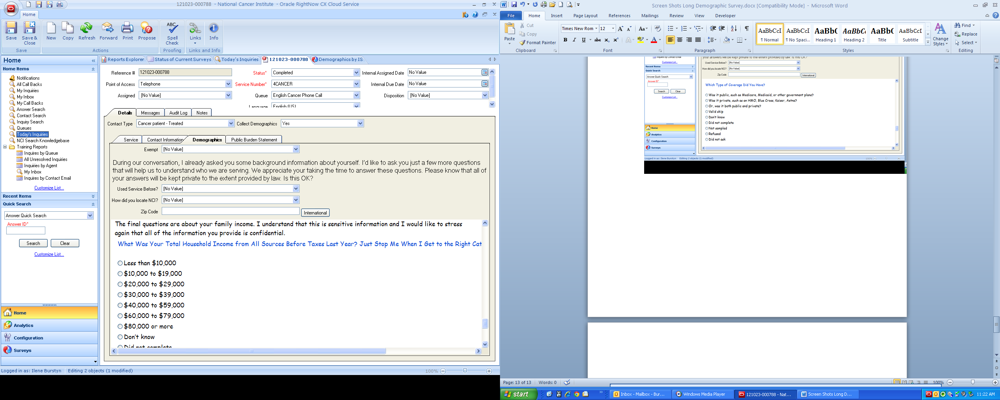 121023-000788 - National Cancer Institute - Oracle RightNow CX Cloud Service
Home
Save
Save & Close
New
Copy
Refresh
Forward
Print
Propose
ABC
Spell Check
Links
Info
Save
Actions
Proofing
Links and Info
Home
Home Items
Notifications
All Call Backs
My Inquiries
My Inbox
My Call Backs
Answer Search
Contact Search
Inquiry Search
Queues
Today's Inquiries
NCI Search Knowledgebase
Training Reports
Inquires by Queue
All Unresolved Inquiries
Inquiries by Agent
My Inbox
Inquires by Contact Email
Customize List...
Recent Items
Quick Search
Answer Quick Search
Answer ID*
Search
Clear
Customize List...
Home
Analytics
Configuration
Surveys
Reports Explorer
Status of Current Surveys
Today's Inquiries
121023-000788
Demographics by IS
Reference # 121023-000788
Status* Completed
Internal Assigned Date No Value
Point of Access Telephone
Service Number* 4CANCER
Internal Due Date No Value
Assigned [No Value]
Queue English Cancer Phone Call
Disposition [No Value]
Language English (US)
Details
Messages
Audit Log
Notes
Contact Type Cancer patient - Treated
Collect Demographics Yes
Service
Contact Information
Demographics
Public Burden Statement
Exempt [No Value]
During our conversation, I already asked you some background information about yourself. I'd like to ask you just a few more questions
that will help us to understand who we are serving. We appreciate your taking the time to answer these questions. Please know that all of
your answers will be kept private to the extent provided by law. Is this OK?
Used Service Before? [No Value]
How did you locate NCI? [No Value]
Zip Code
International
The final questions are about your family income. I understand that this is sensitive information and I would like to stress
again that all of the information you provide is confidential.
What Was Your Total Household Income from All Sources Before Taxes Last Year? Just Stop Me When I Get to the Right Cat
Less than $10,000
$10,000 to $19,000
$20,000 to $29,000
$30,000 to $39,000
$40,000 to $59,000
$60,000 to $79,000
$80,000 or more
Don't know
Did not complete
Logged in as: Ilene Burstyn
Editing 2 objects (1 modified)
100%
Screen Shots Long Demographic Survey.docx [Compatibility Mode] - Microsoft Word
File
Home
Insert
Page Layout
References
Mailings
Review
View
Developer
Paste
Cut
Copy
Format Painter
Clipboard
Times New Rom
12
Font
Paragraph
AaBbCcI
¶ Normal
AaBbCcI
¶ No Spaci...
AaBbC
Heading 1
AaBbCc
Heading 2
AaBbC
Title
AaBbCcI
Subtitle
Change Styles
Styles
Find
Replace
Select
Editing
Inquires by Contact Email
Customize List...
Recent Items
Quick Search
Answer Quick Search
Answer ID*
Search
Clear
Customize List...
Home
Analytics
Configuration
Surveys
your answers will be kept private to the extent provided by law. Is this OK?
Used Service Before? [No Value]
How did you locate NCI? [No Value]
Zip Code
International
Which Type of Coverage Did You Have?
Was it public, such as Medicare, Medicaid, or other government plans?
Was it private, such as an HMO, Blue Cross, Kaiser, Aetna?
Or, was it both public and private?
Valid skip
Don't know
Did not complete
Not sampled
Refused
Did not ask
Logged in as: Ilene Burstyn
Editing 2 objects (1 modified)
100%
Page: 13 of 13
Words: 0
100%
start
Inbox - Mailbox - Bur...
Windows Media Player
121023-000788 - Nat...
Screen Shots Long D...
11:22 AM